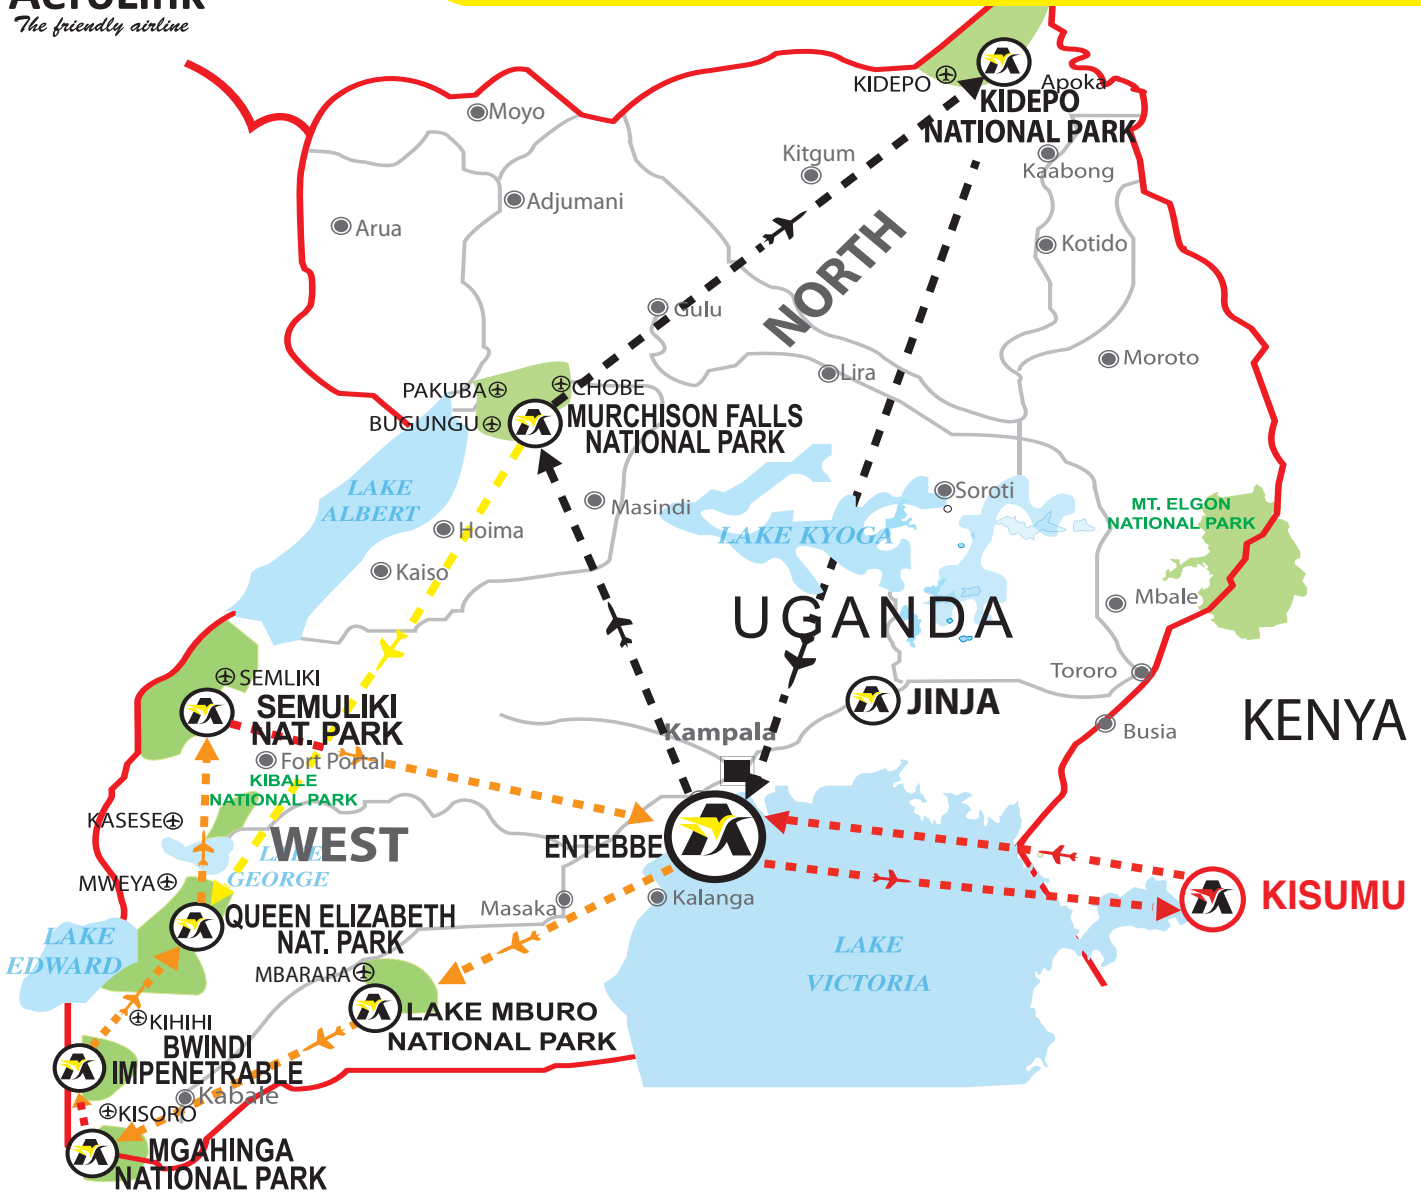 AeroLink
The friendly airline
KIDEPO
Apoka
KIDEPO
NATIONAL PARK
Moyo
Kitgum
Kaabong
Adjumani
Arua
NORTH
Kotido
Gulu
Moroto
Lira
PAKUBA
CHOBE
BUGUNGU
MURCHISON FALLS
NATIONAL PARK
LAKE
ALBERT
Masindi
Soroti
MT. ELGON
NATIONAL PARK
Hoima
LAKE KYOGA
Kaiso
UGANDA
Mbale
SEMLIKI
SEMULIKI
NAT. PARK
Tororo
JINJA
KENYA
Kampala
Busia
Fort Portal
KIBALE
NATIONAL PARK
KASESE
WEST
LAKE
GEORGE
ENTEBBE
MWEYA
Masaka
Kalanga
KISUMU
QUEEN ELIZABETH
NAT. PARK
LAKE
EDWARD
LAKE
VICTORIA
MBARARA
LAKE MBURO
NATIONAL PARK
KIHIHI
BWINDI
IMPENETRABLE
Kabale
KISORO
MGAHINGA
NATIONAL PARK